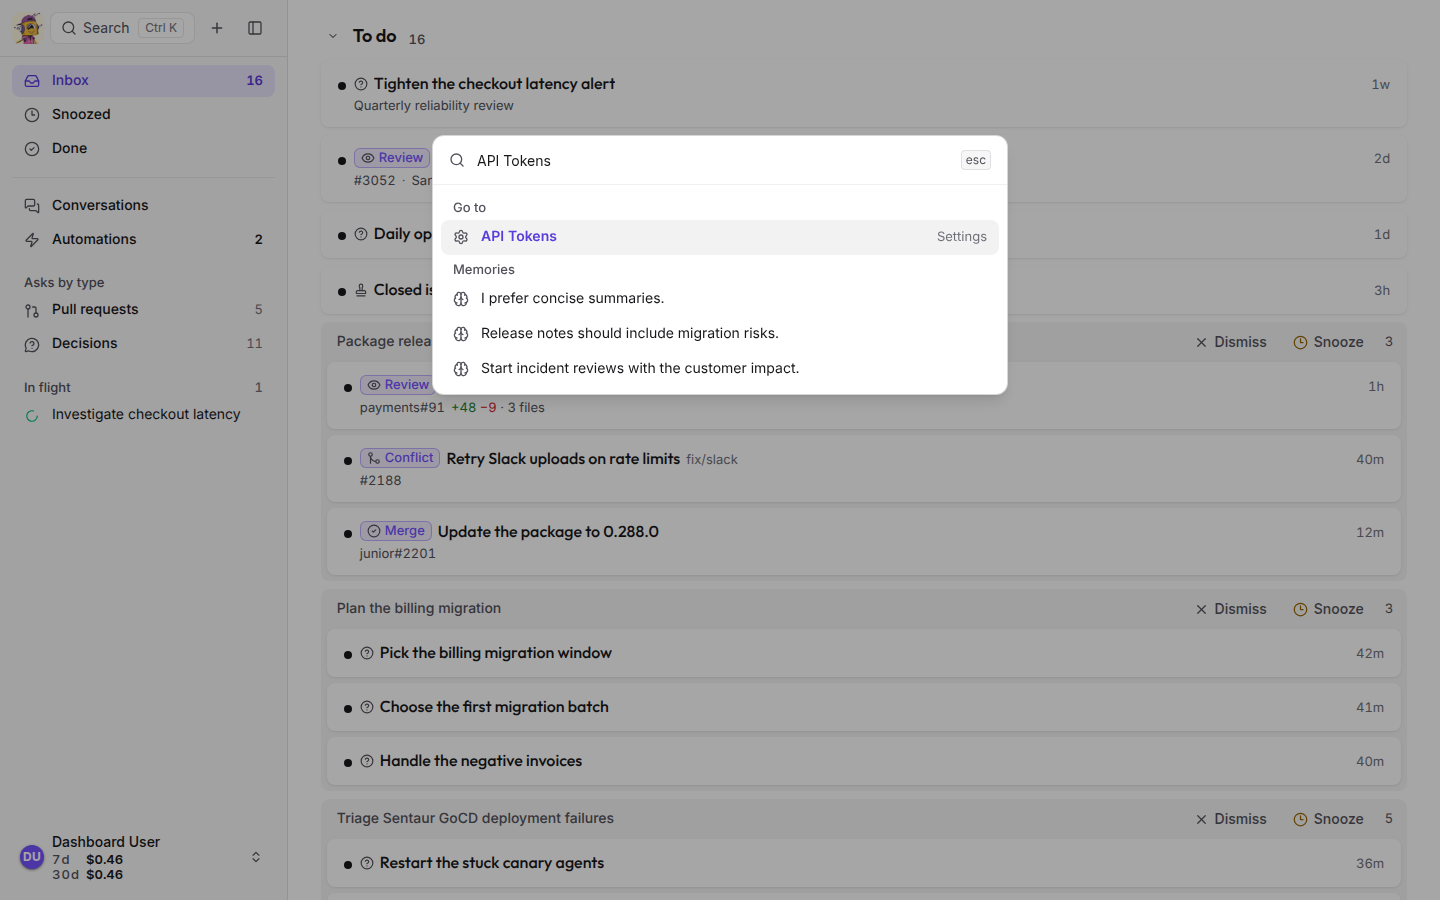 Search Ctrl K
Inbox 16
Snoozed
Done
Conversations
Automations 2
Asks by type
Pull requests 5
Decisions 11
In flight 1
Investigate checkout latency
Dashboard User
DU
7d $0.46
30d $0.46
To do 16
Tighten the checkout latency alert 1w
Quarterly reliability review
Review 2d
#3052 · Sar
Daily op 1d
Closed is 3h
API Tokens esc
Go to
API Tokens Settings
Memories
I prefer concise summaries.
Release notes should include migration risks.
Start incident reviews with the customer impact.
Package relea Dismiss Snooze 3
Review 1h
payments#91 +48 −9 · 3 files
Conflict Retry Slack uploads on rate limits fix/slack 40m
#2188
Merge Update the package to 0.288.0 12m
junior#2201
Plan the billing migration Dismiss Snooze 3
Pick the billing migration window 42m
Choose the first migration batch 41m
Handle the negative invoices 40m
Triage Sentaur GoCD deployment failures Dismiss Snooze 5
Restart the stuck canary agents 36m